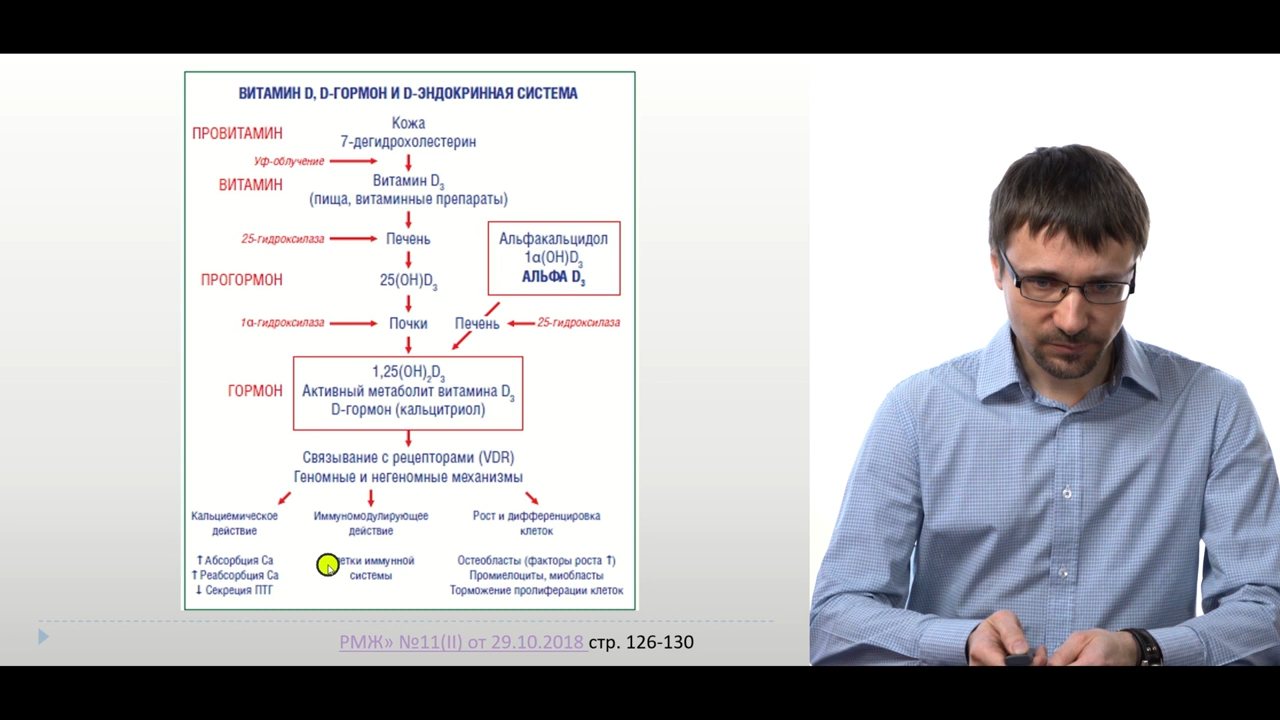 ВИТАМИН D, D-ГОРМОН И D-ЭНДОКРИННАЯ СИСТЕМА
ПРОВИТАМИН
Кожа
7-дегидрохолестерин
Уф-облучение
ВИТАМИН
Витамин D3
(пища, витаминные препараты)
25-гидроксилаза
Печень
Альфакальцидол
1α(OH)D3
АЛЬФА D3
ПРОГОРМОН
25(OH)D3
1α-гидроксилаза
Почки
Печень
25-гидроксилаза
ГОРМОН
1,25(OH)2D3
Активный метаболит витамина D3
D-гормон (кальцитриол)
Связывание с рецепторами (VDR)
Геномные и негеномные механизмы
Кальциемическое
действие
↑ Абсорбция Ca
↑ Реабсорбция Ca
↓ Секреция ПТГ
Иммуномодулирующее
действие
иммунной
системы
Рост и дифференцировка
клеток
Остеобласты (факторы роста ↑)
Промиелоциты, миобласты
Торможение пролиферации клеток
РМЖ» №11(II) от 29.10.2018 стр. 126-130